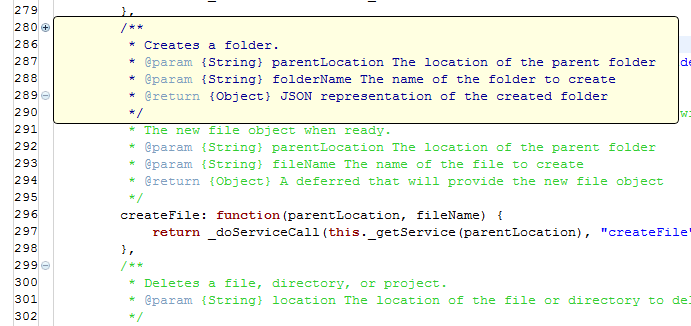 279 },
280 /**
286 * Creates a folder.
287 * @param {String} parentLocation The location of the parent folder de
288 * @param {String} folderName The name of the folder to create
289 * @return {Object} JSON representation of the created folder
290 */ wi
291 * The new file object when ready.
292 * @param {String} parentLocation The location of the parent folder
293 * @param {String} fileName The name of the file to create
294 * @return {Object} A deferred that will provide the new file object
295 */
296 createFile: function(parentLocation, fileName) {
297 return _doServiceCall(this._getService(parentLocation), "createFile"
298 },
299 /**
300 * Deletes a file, directory, or project.
301 * @param {String} location The location of the file or directory to del
302 */